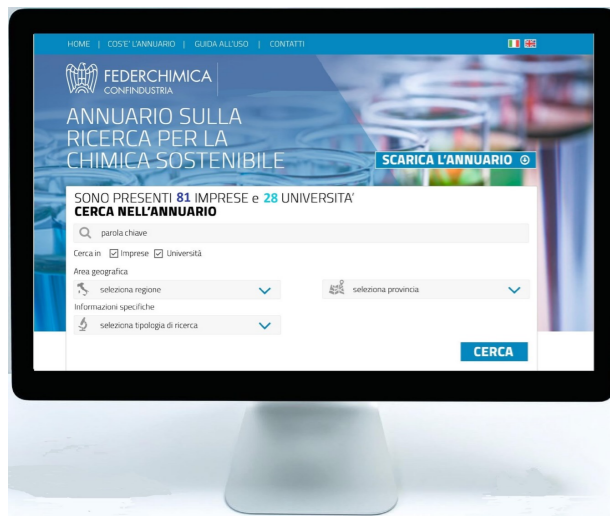 HOME | COS'E' L'ANNUARIO | GUIDA ALL'USO | CONTATTI
FEDERCHIMICA
CONFINDUSTRIA
ANNUARIO SULLA
RICERCA PER LA
CHIMICA SOSTENIBILE
SCARICA L'ANNUARIO
SONO PRESENTI 81 IMPRESE e 28 UNIVERSITA'
CERCA NELL'ANNUARIO
parola chiave
Cerca in Imprese Università
Area geografica
seleziona regione seleziona provincia
Informazioni specifiche
seleziona tipologia di ricerca
CERCA